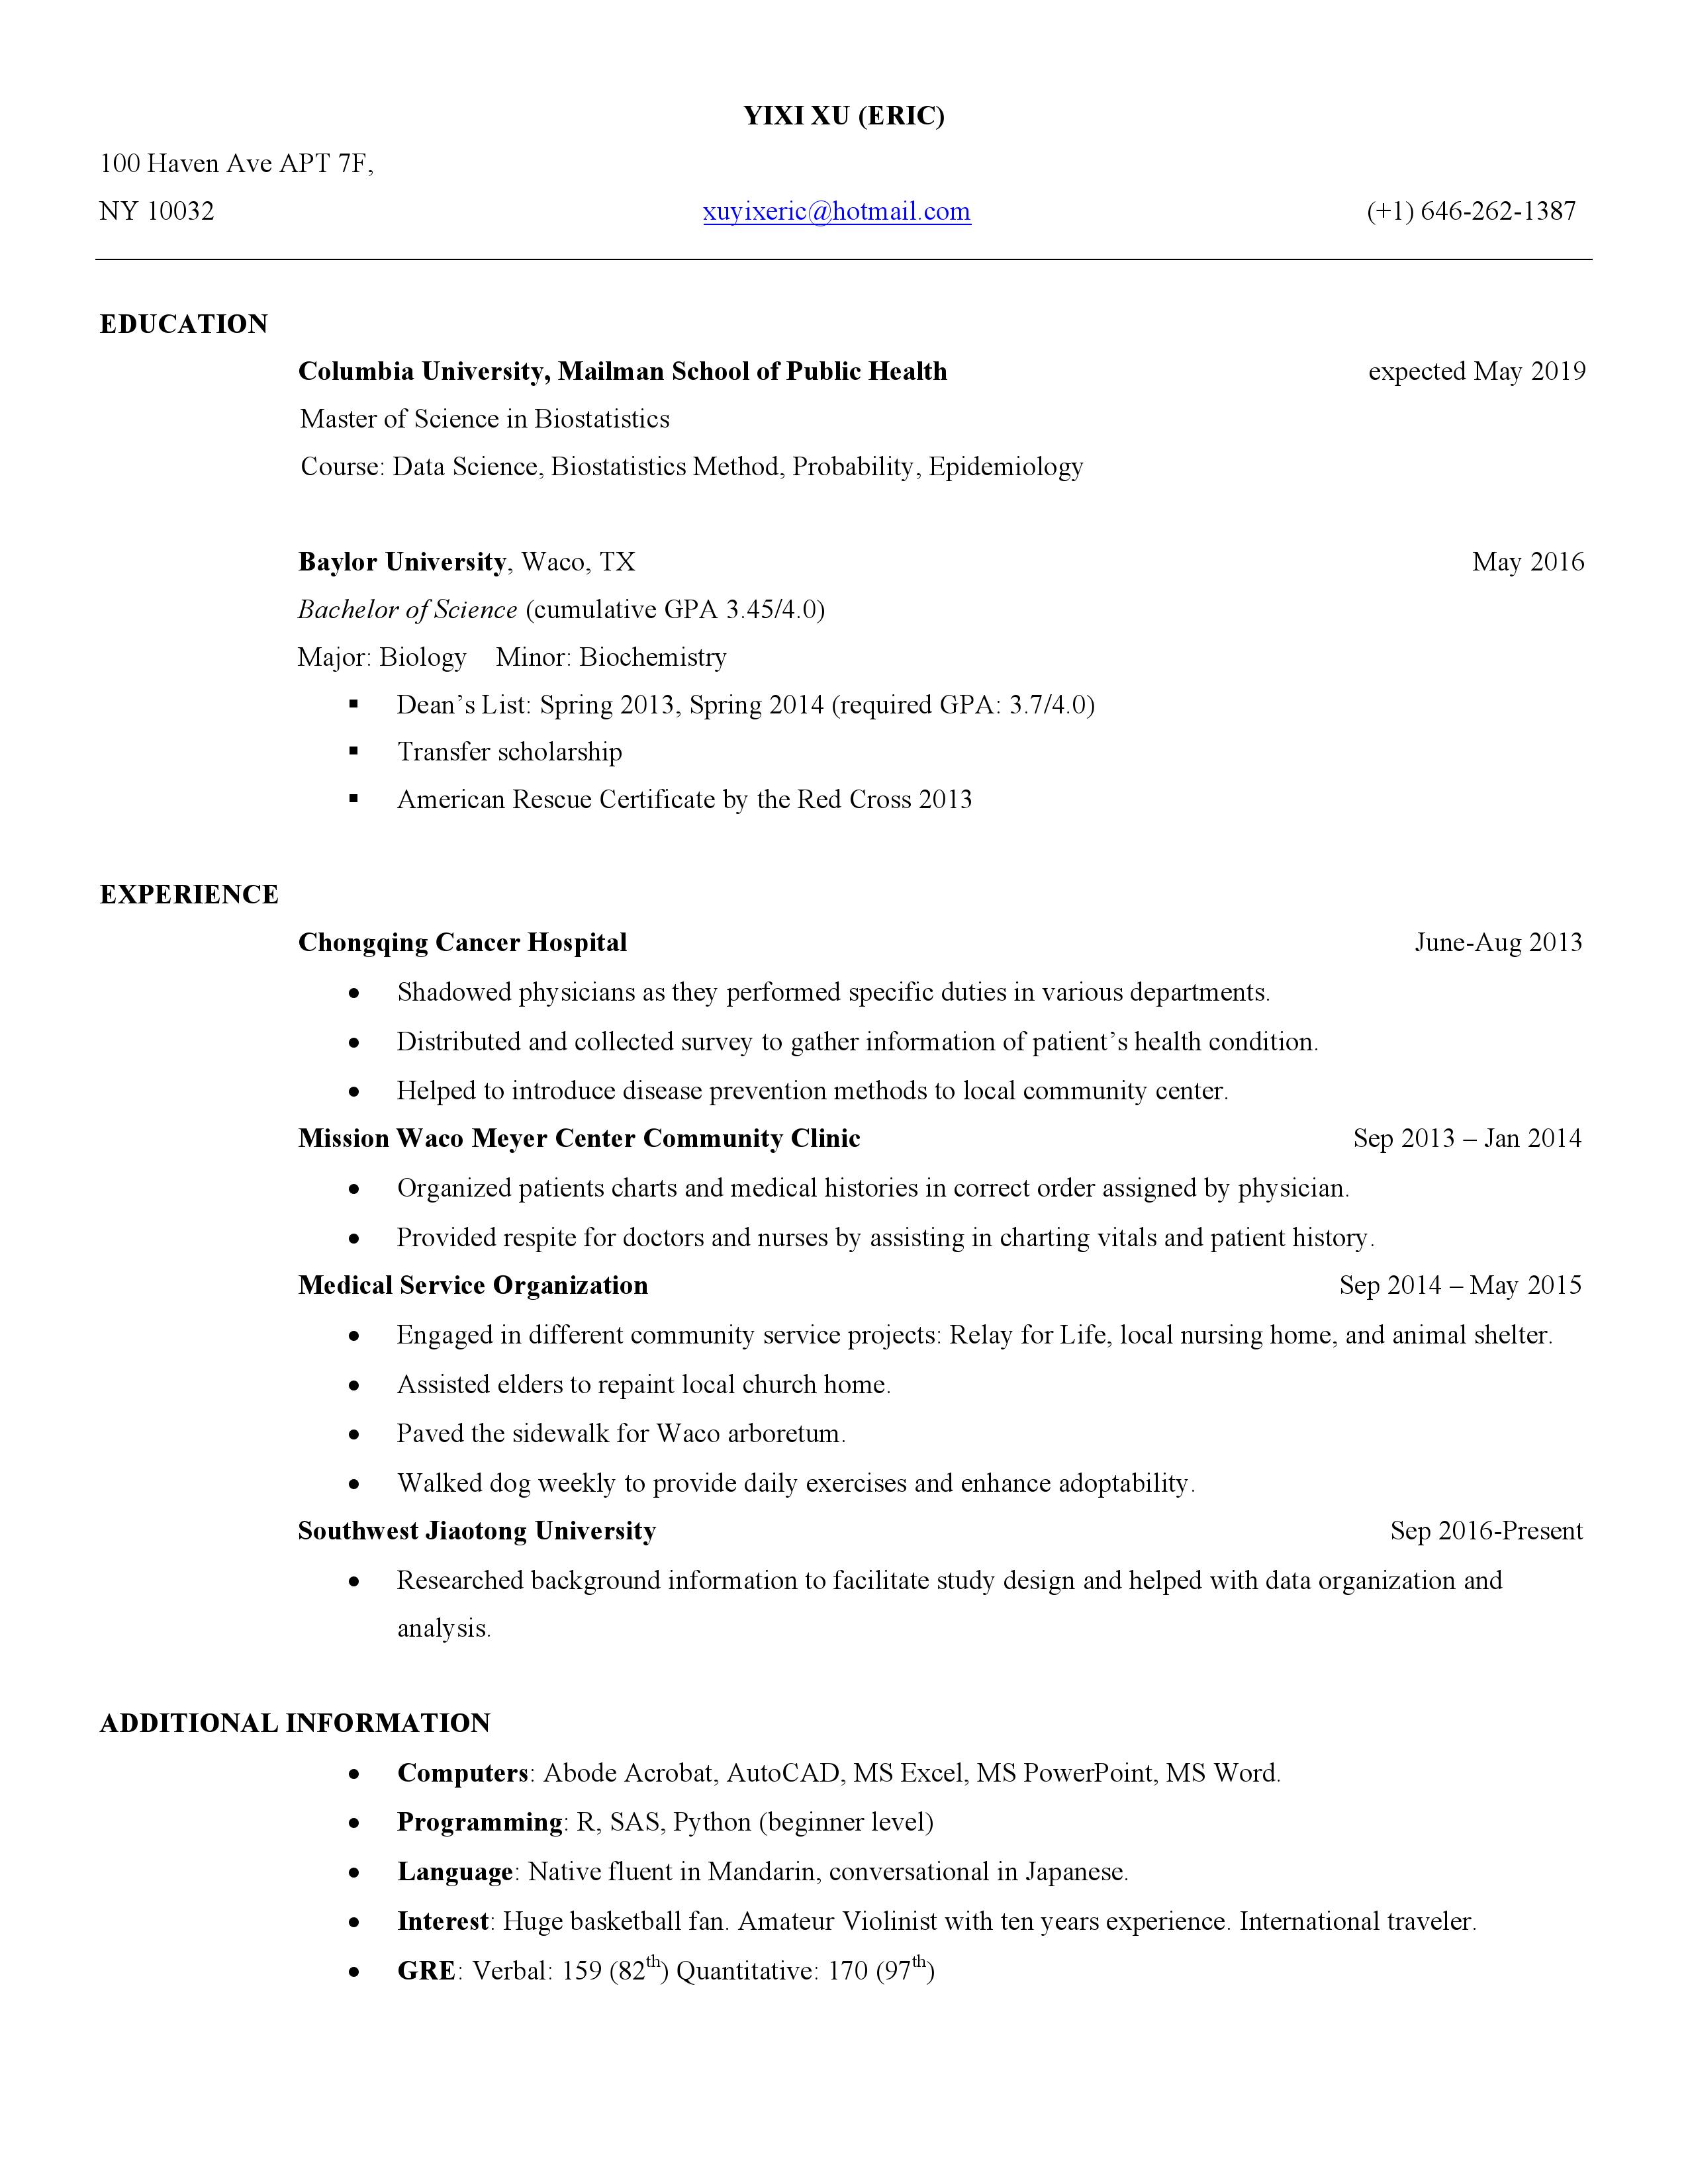 YIXI XU (ERIC)
100 Haven Ave APT 7F,
NY 10032 xuyixeric@hotmail.com (+1) 646-262-1387
EDUCATION
Columbia University, Mailman School of Public Health expected May 2019
Master of Science in Biostatistics
Course: Data Science, Biostatistics Method, Probability, Epidemiology
Baylor University, Waco, TX May 2016
Bachelor of Science (cumulative GPA 3.45/4.0)
Major: Biology Minor: Biochemistry
▪ Dean’s List: Spring 2013, Spring 2014 (required GPA: 3.7/4.0)
▪ Transfer scholarship
▪ American Rescue Certificate by the Red Cross 2013
EXPERIENCE
Chongqing Cancer Hospital June-Aug 2013
• Shadowed physicians as they performed specific duties in various departments.
• Distributed and collected survey to gather information of patient’s health condition.
• Helped to introduce disease prevention methods to local community center.
Mission Waco Meyer Center Community Clinic Sep 2013 – Jan 2014
• Organized patients charts and medical histories in correct order assigned by physician.
• Provided respite for doctors and nurses by assisting in charting vitals and patient history.
Medical Service Organization Sep 2014 – May 2015
• Engaged in different community service projects: Relay for Life, local nursing home, and animal shelter.
• Assisted elders to repaint local church home.
• Paved the sidewalk for Waco arboretum.
• Walked dog weekly to provide daily exercises and enhance adoptability.
Southwest Jiaotong University Sep 2016-Present
• Researched background information to facilitate study design and helped with data organization and
analysis.
ADDITIONAL INFORMATION
• Computers: Abode Acrobat, AutoCAD, MS Excel, MS PowerPoint, MS Word.
• Programming: R, SAS, Python (beginner level)
• Language: Native fluent in Mandarin, conversational in Japanese.
• Interest: Huge basketball fan. Amateur Violinist with ten years experience. International traveler.
• GRE: Verbal: 159 (82th) Quantitative: 170 (97th)